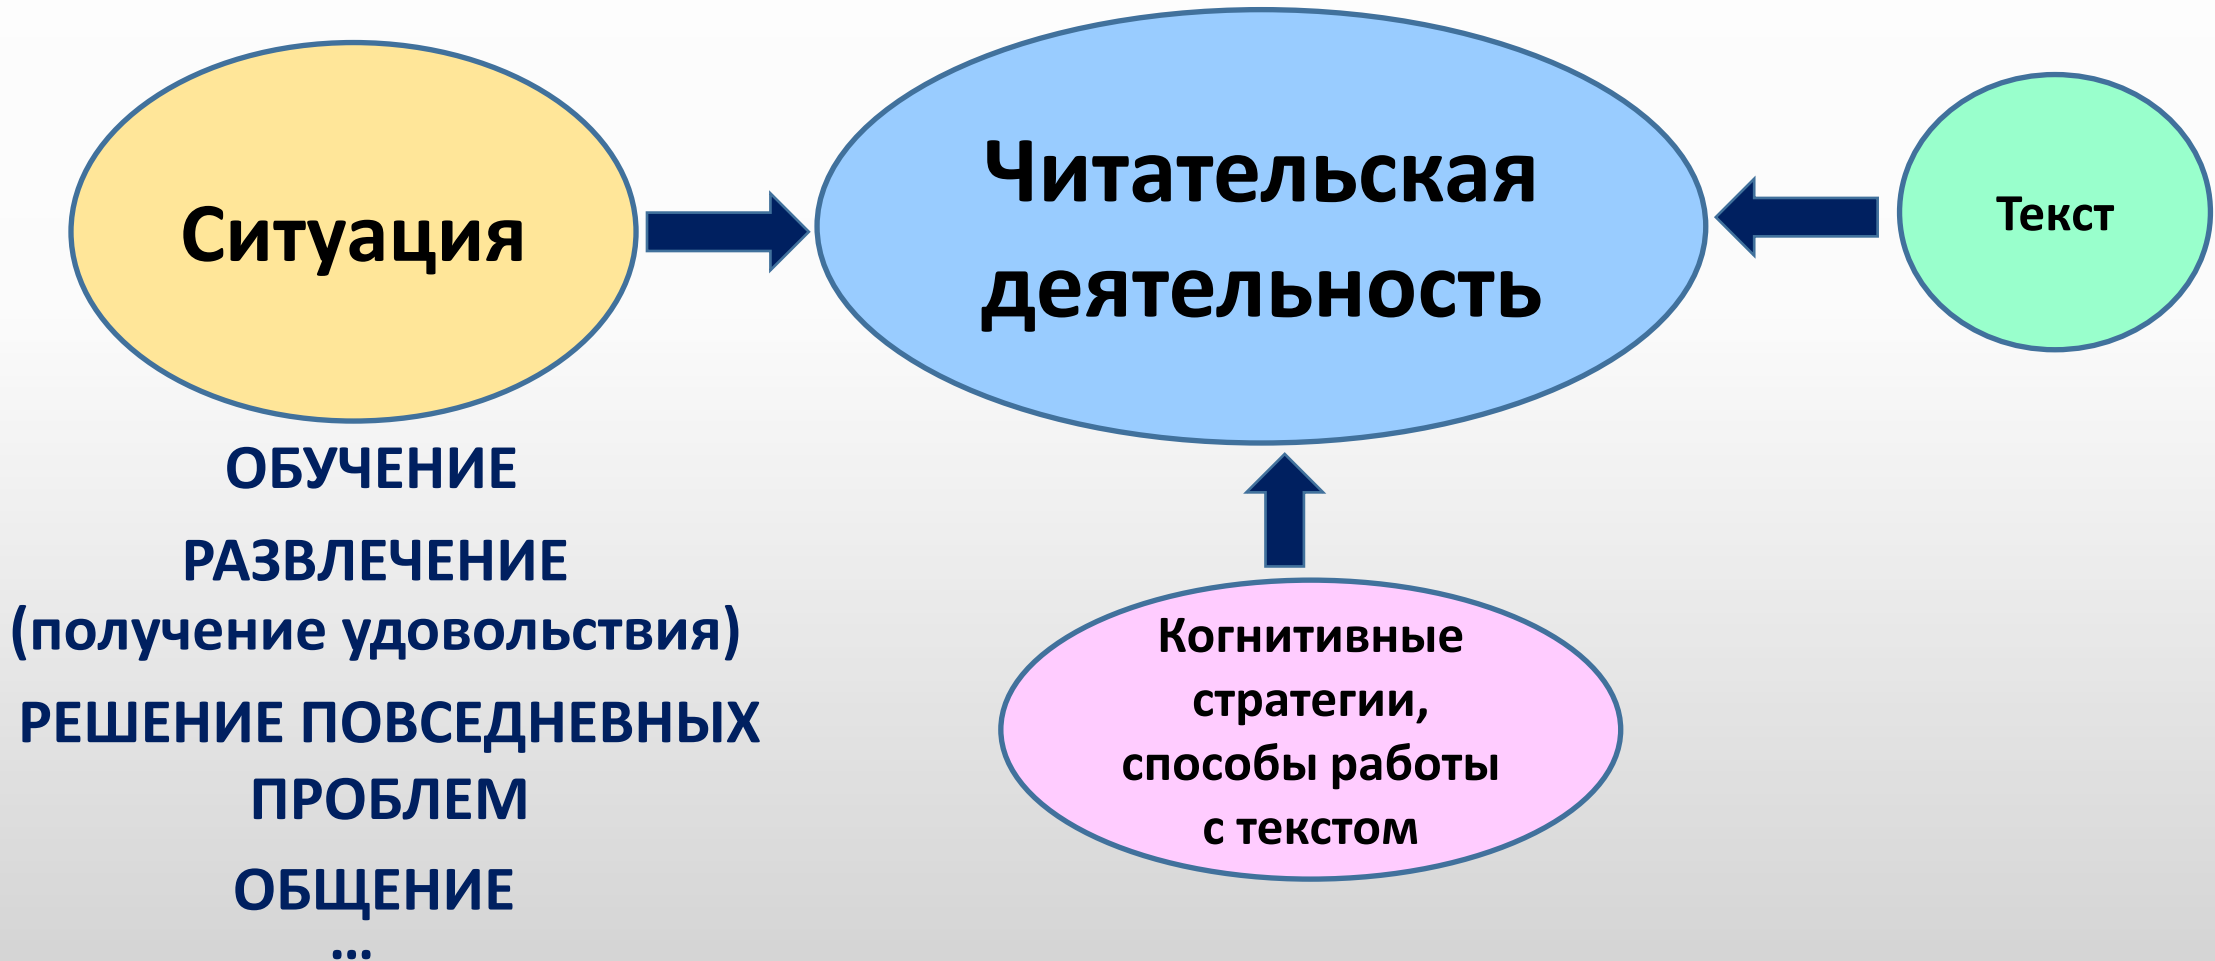 Ситуация
Читательская
деятельность
Текст
ОБУЧЕНИЕ
РАЗВЛЕЧЕНИЕ
(получение удовольствия)
РЕШЕНИЕ ПОВСЕДНЕВНЫХ
ПРОБЛЕМ
ОБЩЕНИЕ
...
Когнитивные
стратегии,
способы работы
с текстом